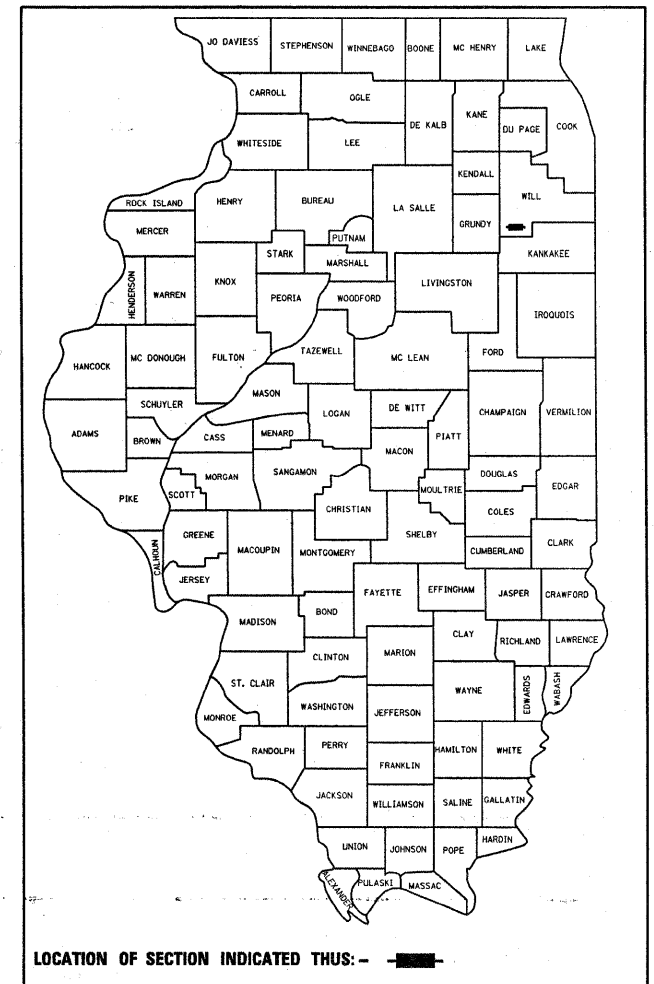 JO DAVIESS STEPHENSON WINNEBAGO BOONE MC HENRY LAKE
CARROLL OGLE DE KALB KANE DU PAGE COOK
WHITESIDE LEE
KENDALL
ROCK ISLAND HENRY BUREAU LA SALLE WILL
MERCER PUTNAM GRUNDY
STARK MARSHALL KANKAKEE
HENDERSON WARREN KNOX PEORIA WOODFORD LIVINGSTON
IROQUOIS
HANCOCK MC DONOUGH FULTON TAZEWELL MC LEAN FORD
MASON
SCHUYLER LOGAN DE WITT CHAMPAIGN VERMILION
ADAMS BROWN CASS MENARD PIATT
MACON
PIKE SCOTT MORGAN SANGAMON MOULTRIE DOUGLAS EDGAR
CHRISTIAN COLES
GREENE MACOUPIN MONTGOMERY SHELBY CLARK
CALHOUN CUMBERLAND
JERSEY FAYETTE EFFINGHAM JASPER CRAWFORD
MADISON BOND
CLAY RICHLAND LAWRENCE
CLINTON MARION
ST. CLAIR WAYNE EDWARDS WABASH
WASHINGTON JEFFERSON
MONROE
RANDOLPH PERRY HAMILTON WHITE
FRANKLIN
JACKSON WILLIAMSON SALINE GALLATIN
UNION JOHNSON POPE HARDIN
ALEXANDER PULASKI MASSAC
LOCATION OF SECTION INDICATED THUS:-